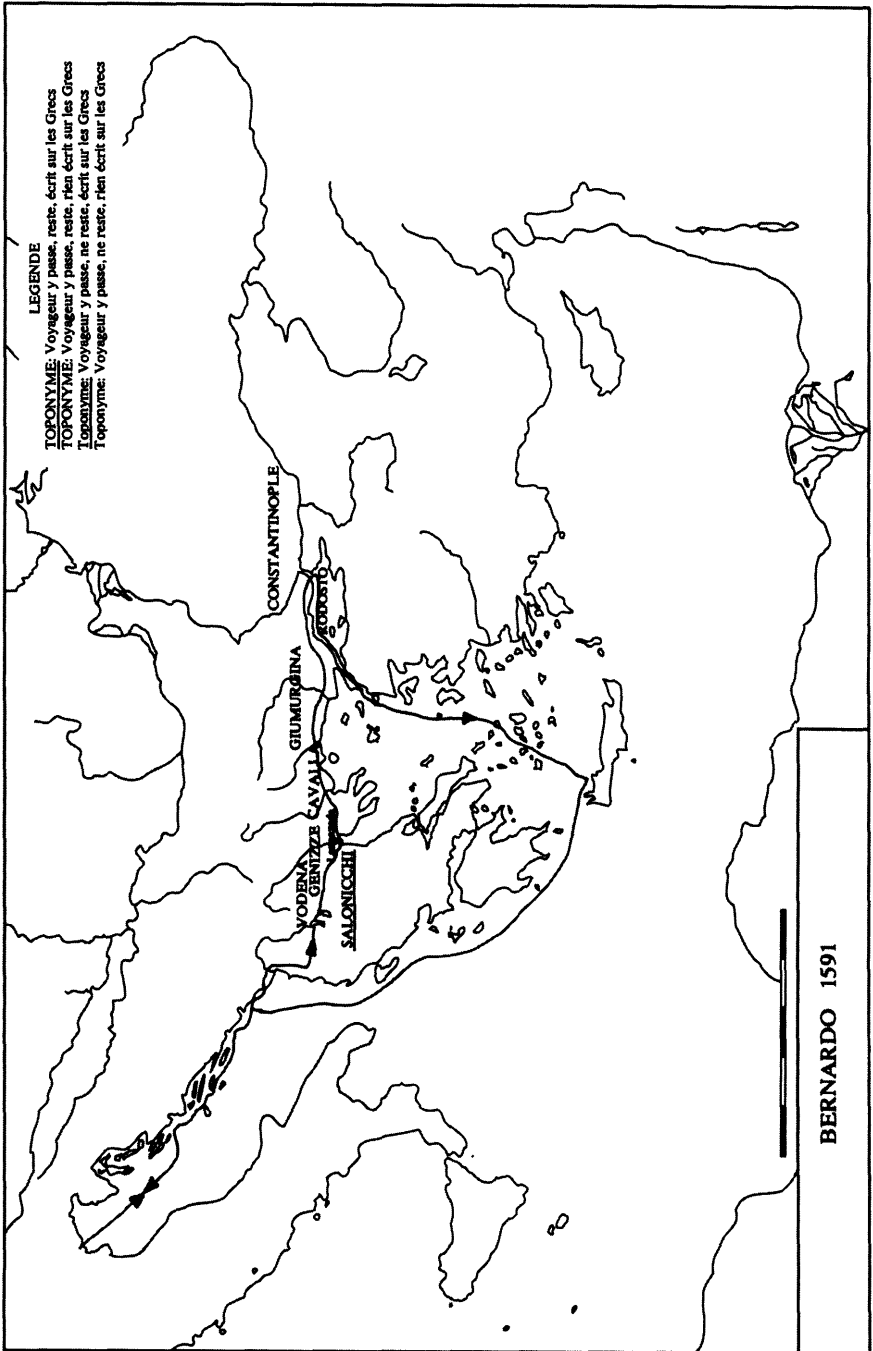 LEGENDE
TOPONYME: Voyageur y passe, reste, écrit sur les Grecs
TOPONYME: Voyageur y passe, reste, rien écrit sur les Grecs
Toponyme: Voyageur y passe, ne reste, écrit sur les Grecs
Toponyme: Voyageur y passe, ne reste, rien écrit sur les Grecs
CONSTANTINOPLE
RODOSTO
GIUMURGINA
CAVALLA
GENIZZE
VODENA
SALONICCHI
BERNARDO 1591